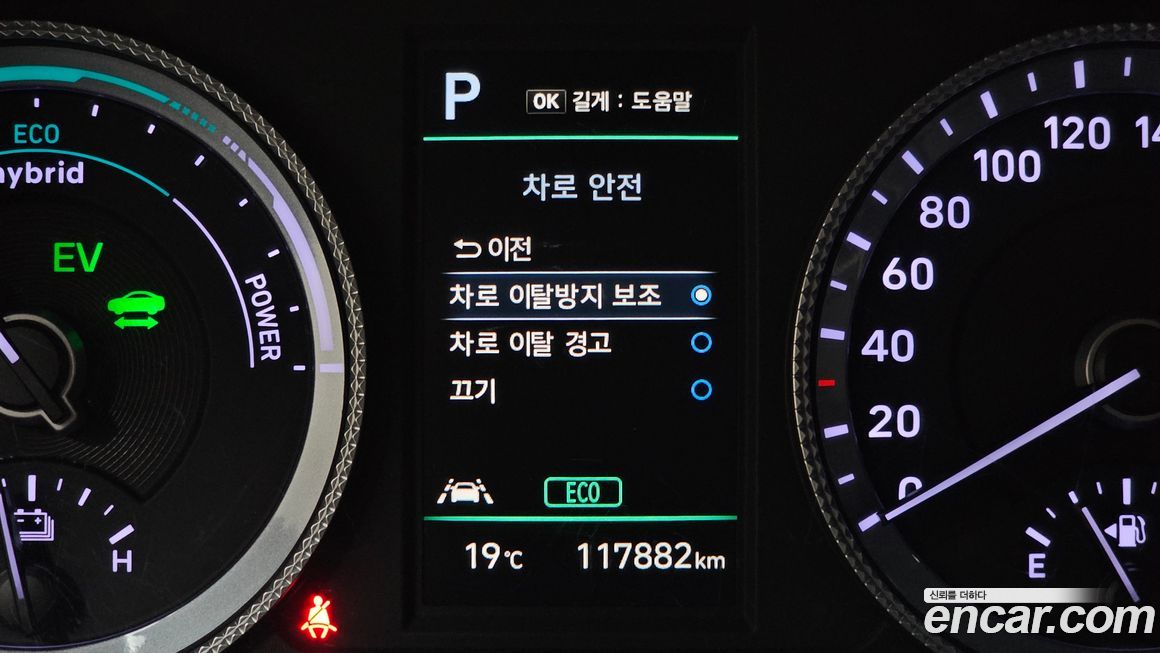 P
OK 길게 : 도움말
차로 안전
이전
차로 이탈방지 보조
차로 이탈 경고
끄기
ECO
19℃
117882km
ECO
hybrid
EV
POWER
H
0
20
40
60
80
100
120
E
신뢰를 더하다
encar.com